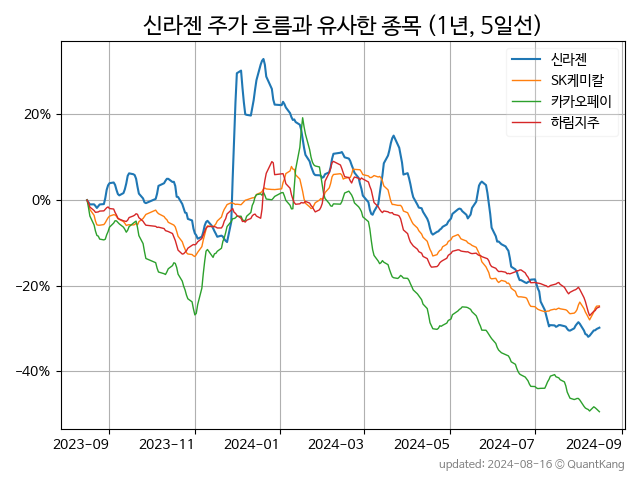 신라젠 주가 흐름과 유사한 종목 (1년, 5일선)
신라젠
SK케미칼
카카오페이
하림지주
20%
0%
−20%
−40%
2023-09 2023-11 2024-01 2024-03 2024-05 2024-07 2024-09
updated: 2024-08-16 © QuantKang